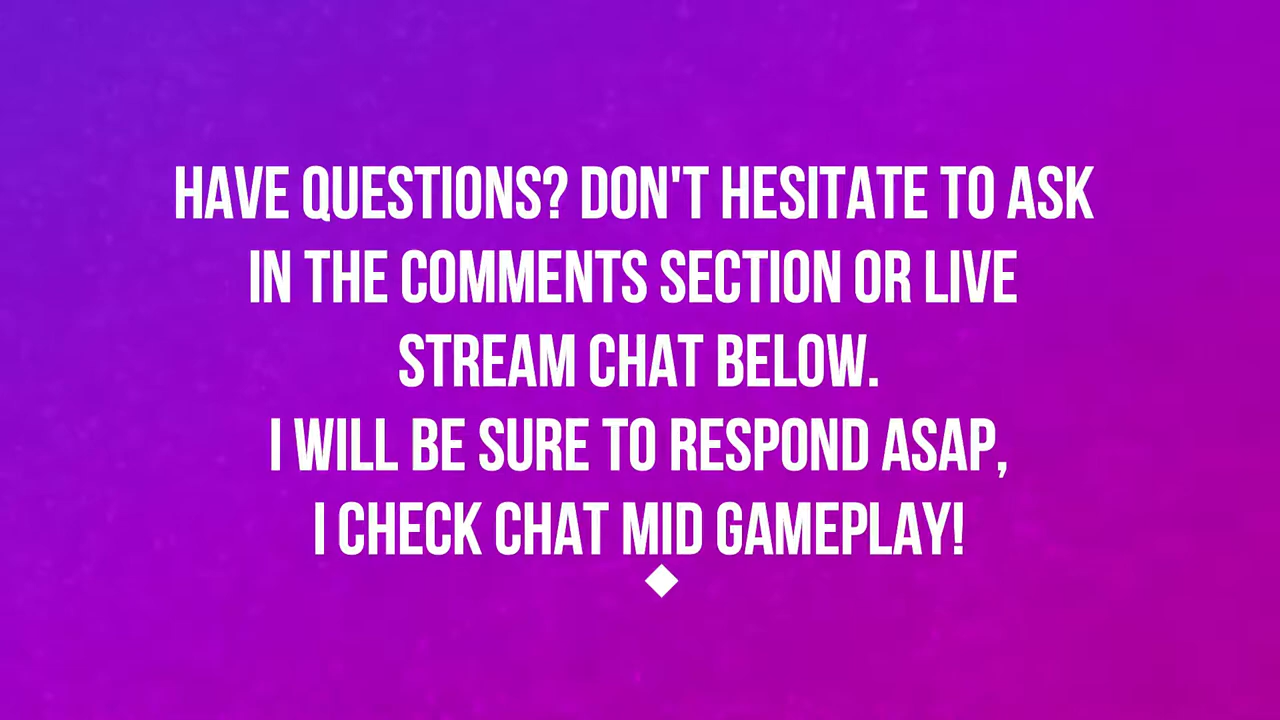 HAVE QUESTIONS? DON'T HESITATE TO ASK
IN THE COMMENTS SECTION OR LIVE
STREAM CHAT BELOW.
I WILL BE SURE TO RESPOND ASAP,
I CHECK CHAT MID GAMEPLAY!